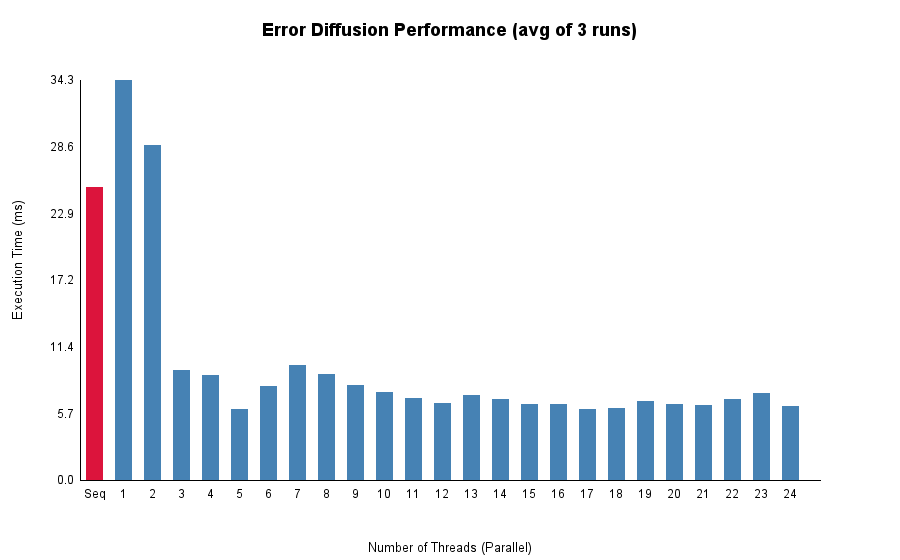 Error Diffusion Performance (avg of 3 runs)
34.3
28.6
22.9
17.2
11.4
5.7
0.0
Execution Time (ms)
Seq 1 2 3 4 5 6 7 8 9 10 11 12 13 14 15 16 17 18 19 20 21 22 23 24
Number of Threads (Parallel)